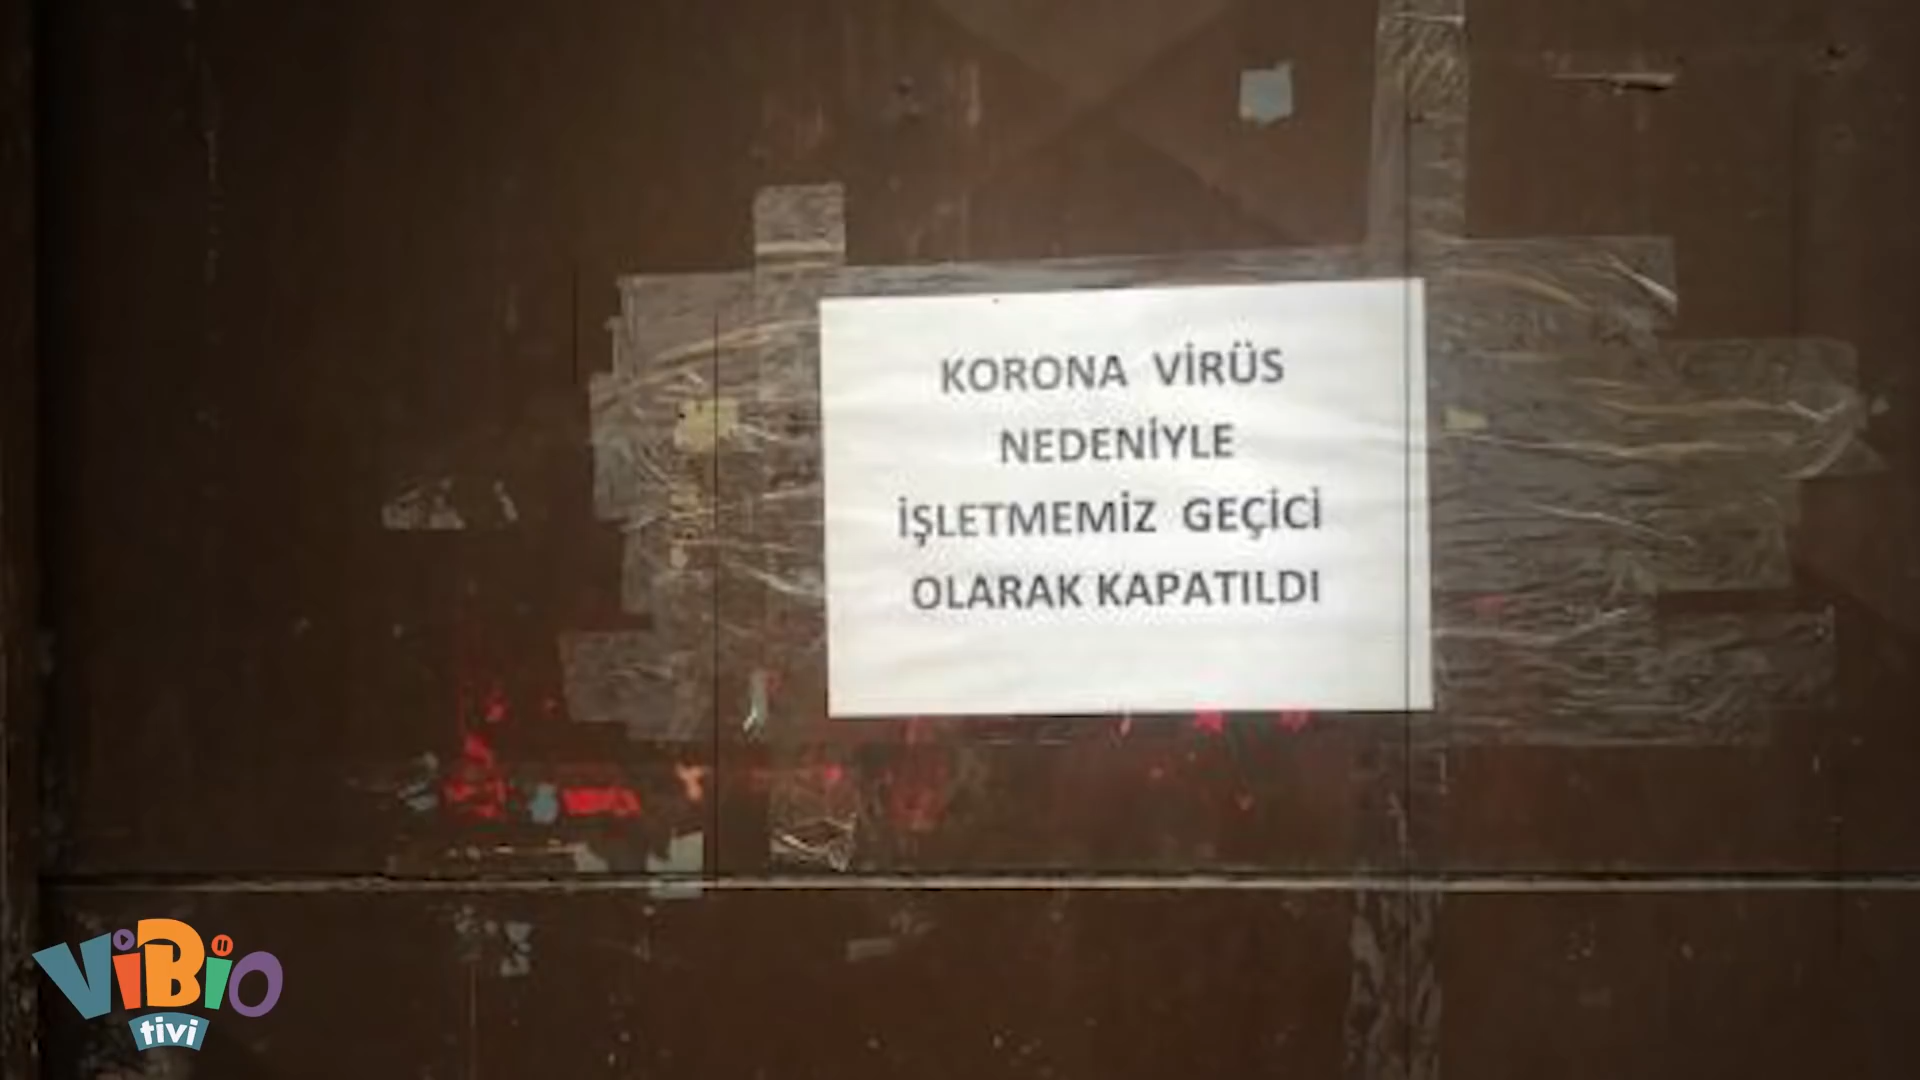 KORONA VİRÜS
NEDENİYLE
İŞLETMEMİZ GEÇİCİ
OLARAK KAPATILDI
ViBiO
tivi